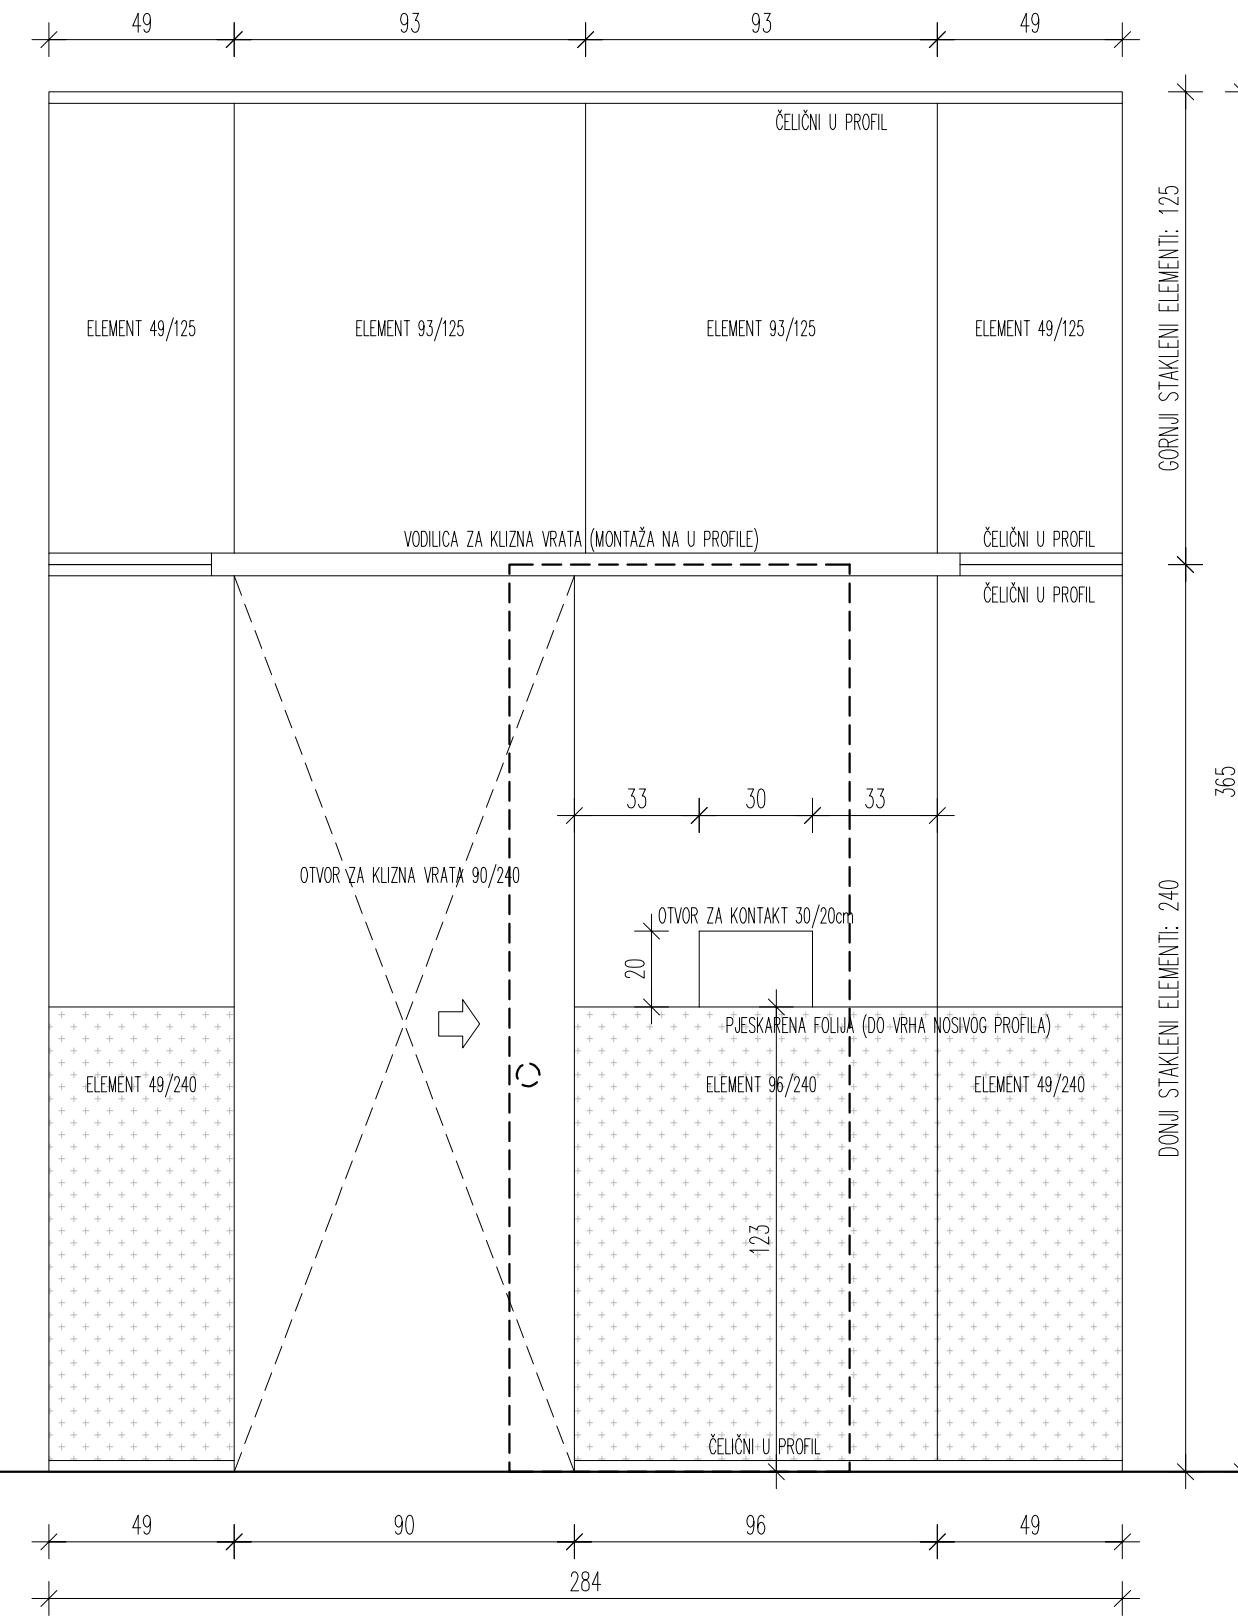 49 93 93 49
ČELIČNI U PROFIL
GORNJI STAKLENI ELEMENTI: 125
ELEMENT 49/125 ELEMENT 93/125 ELEMENT 93/125 ELEMENT 49/125
VODILICA ZA KLIZNA VRATA (MONTAŽA NA U PROFILE) ČELIČNI U PROFIL
ČELIČNI U PROFIL
365
33 30 33
OTVOR ZA KLIZNA VRATA 90/240
DONJI STAKLENI ELEMENTI: 240
OTVOR ZA KONTAKT 30/20cm
20
PJESKARENA FOLIJA (DO VRHA NOSIVOG PROFILA)
ELEMENT 49/240 ELEMENT 96/240 ELEMENT 49/240
123
ČELIČNI U PROFIL
49 90 96 49
284